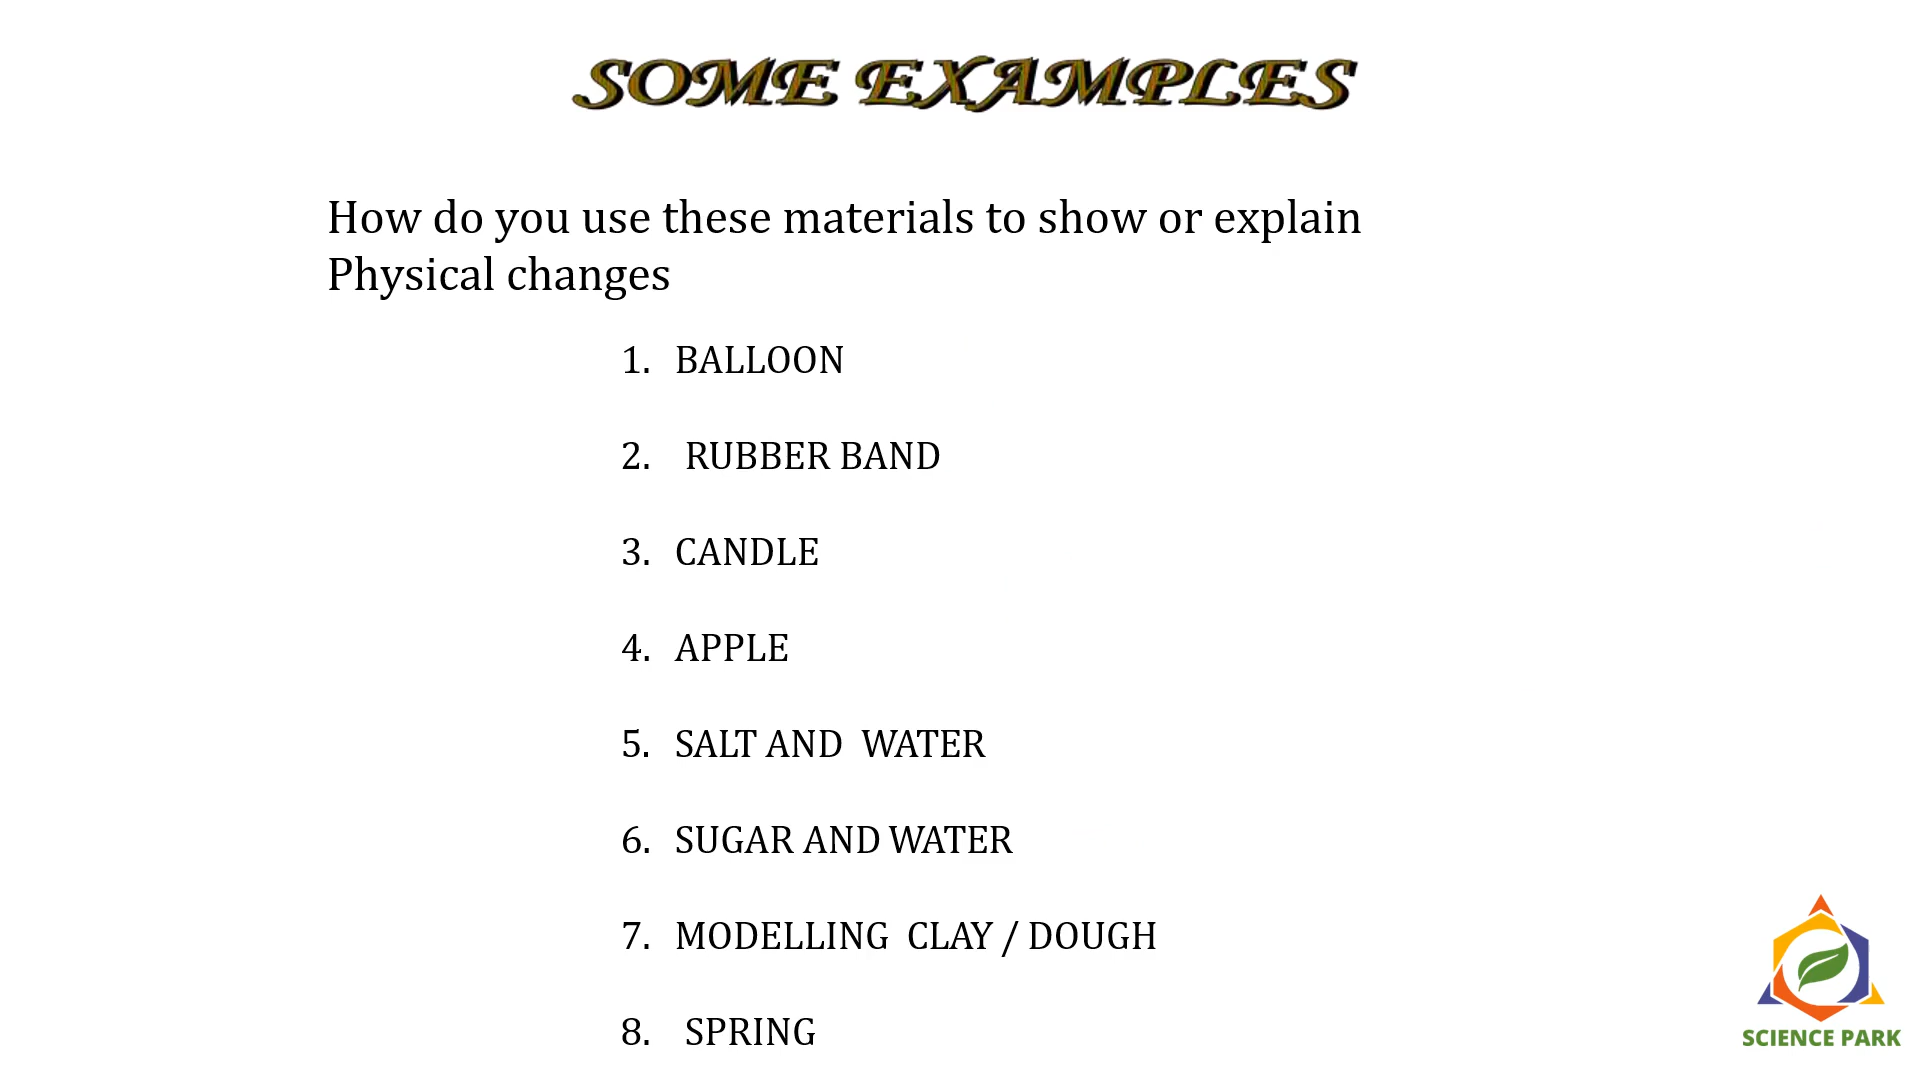 SOME EXAMPLES
How do you use these materials to show or explain
Physical changes
1. BALLOON
2. RUBBER BAND
3. CANDLE
4. APPLE
5. SALT AND WATER
6. SUGAR AND WATER
7. MODELLING CLAY / DOUGH
8. SPRING
SCIENCE PARK